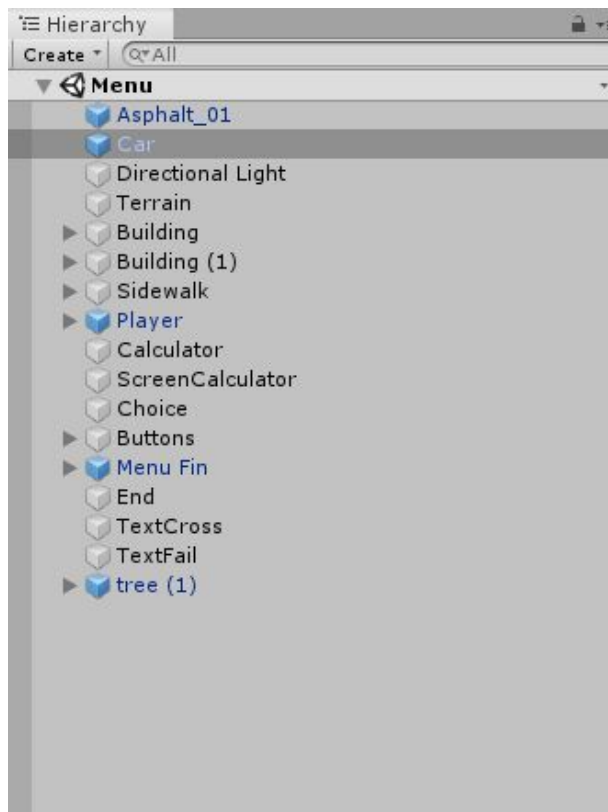 Hierarchy
Create All
Menu
Asphalt_01
Car
Directional Light
Terrain
Building
Building (1)
Sidewalk
Player
Calculator
ScreenCalculator
Choice
Buttons
Menu Fin
End
TextCross
TextFail
tree (1)